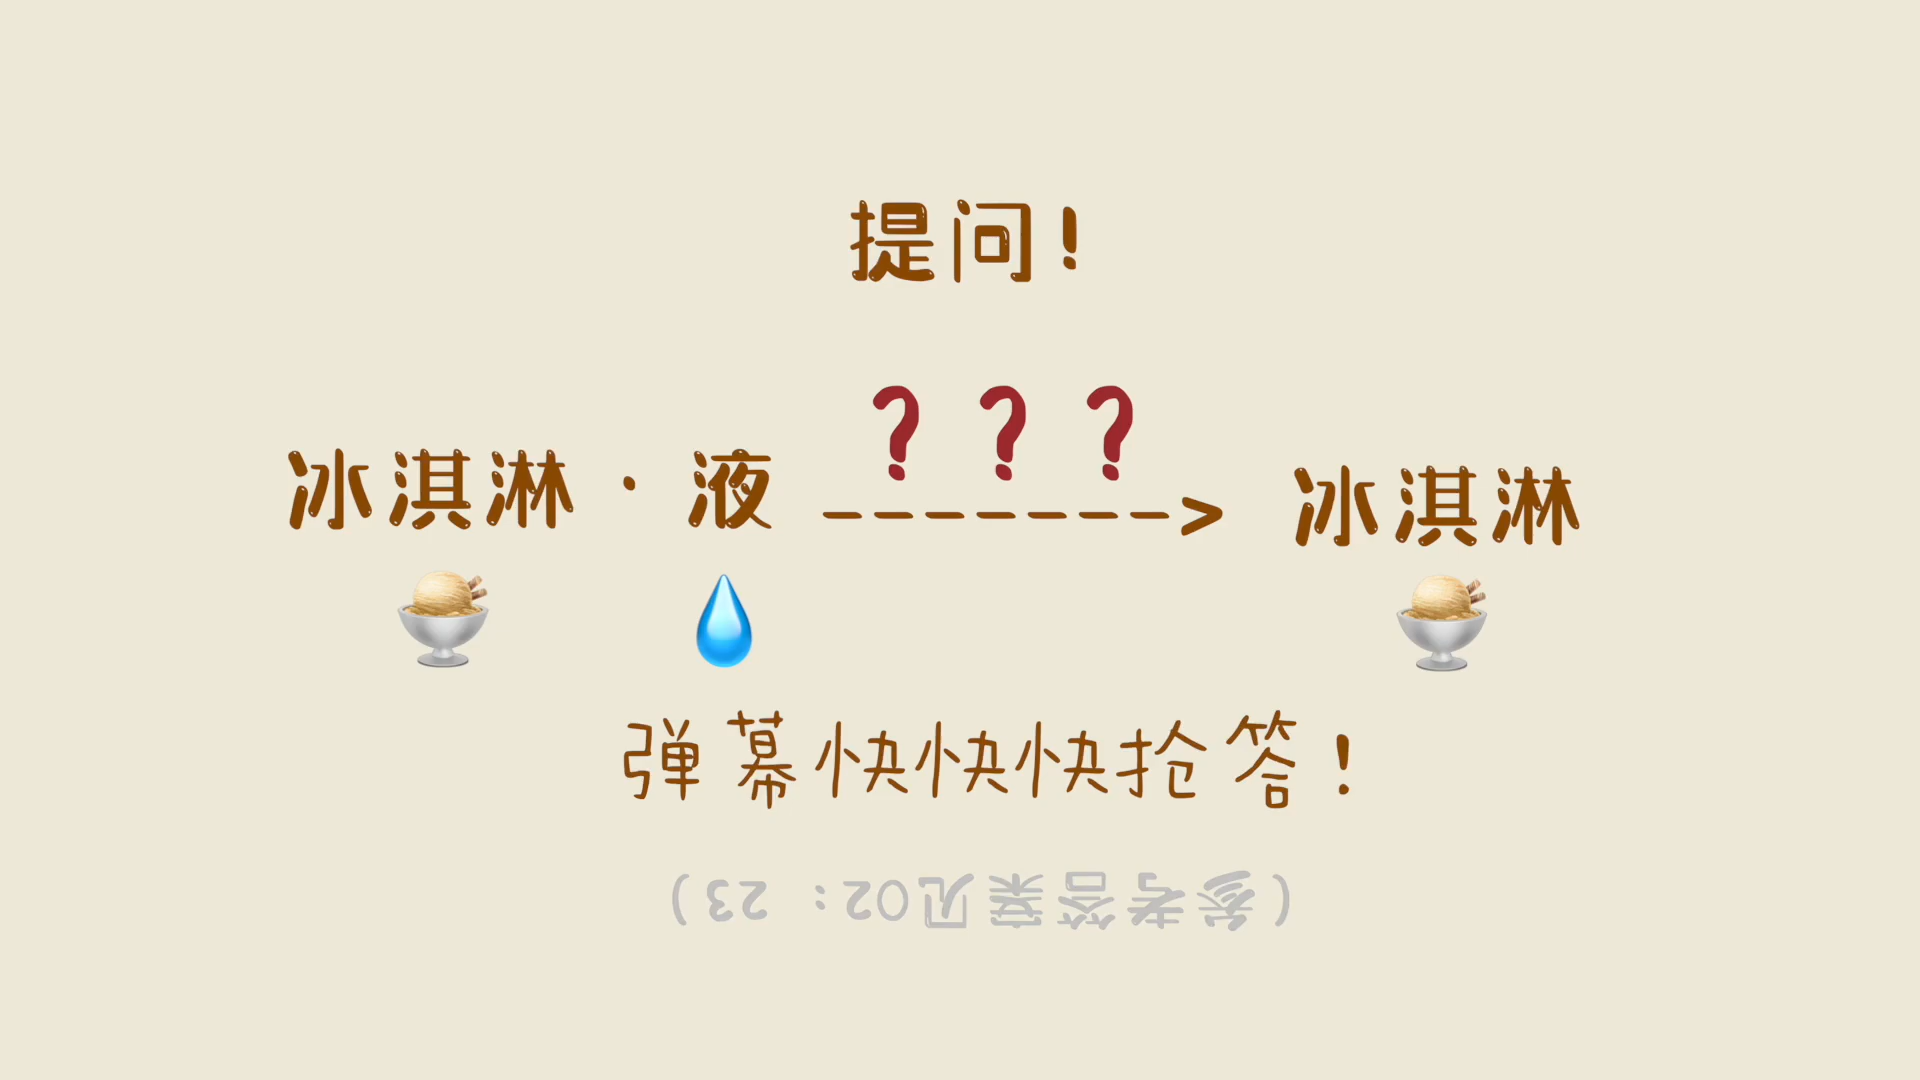 提问！
？？？
冰淇淋·液 -------> 冰淇淋
弹幕快快快抢答！
（参考答案见02：23）